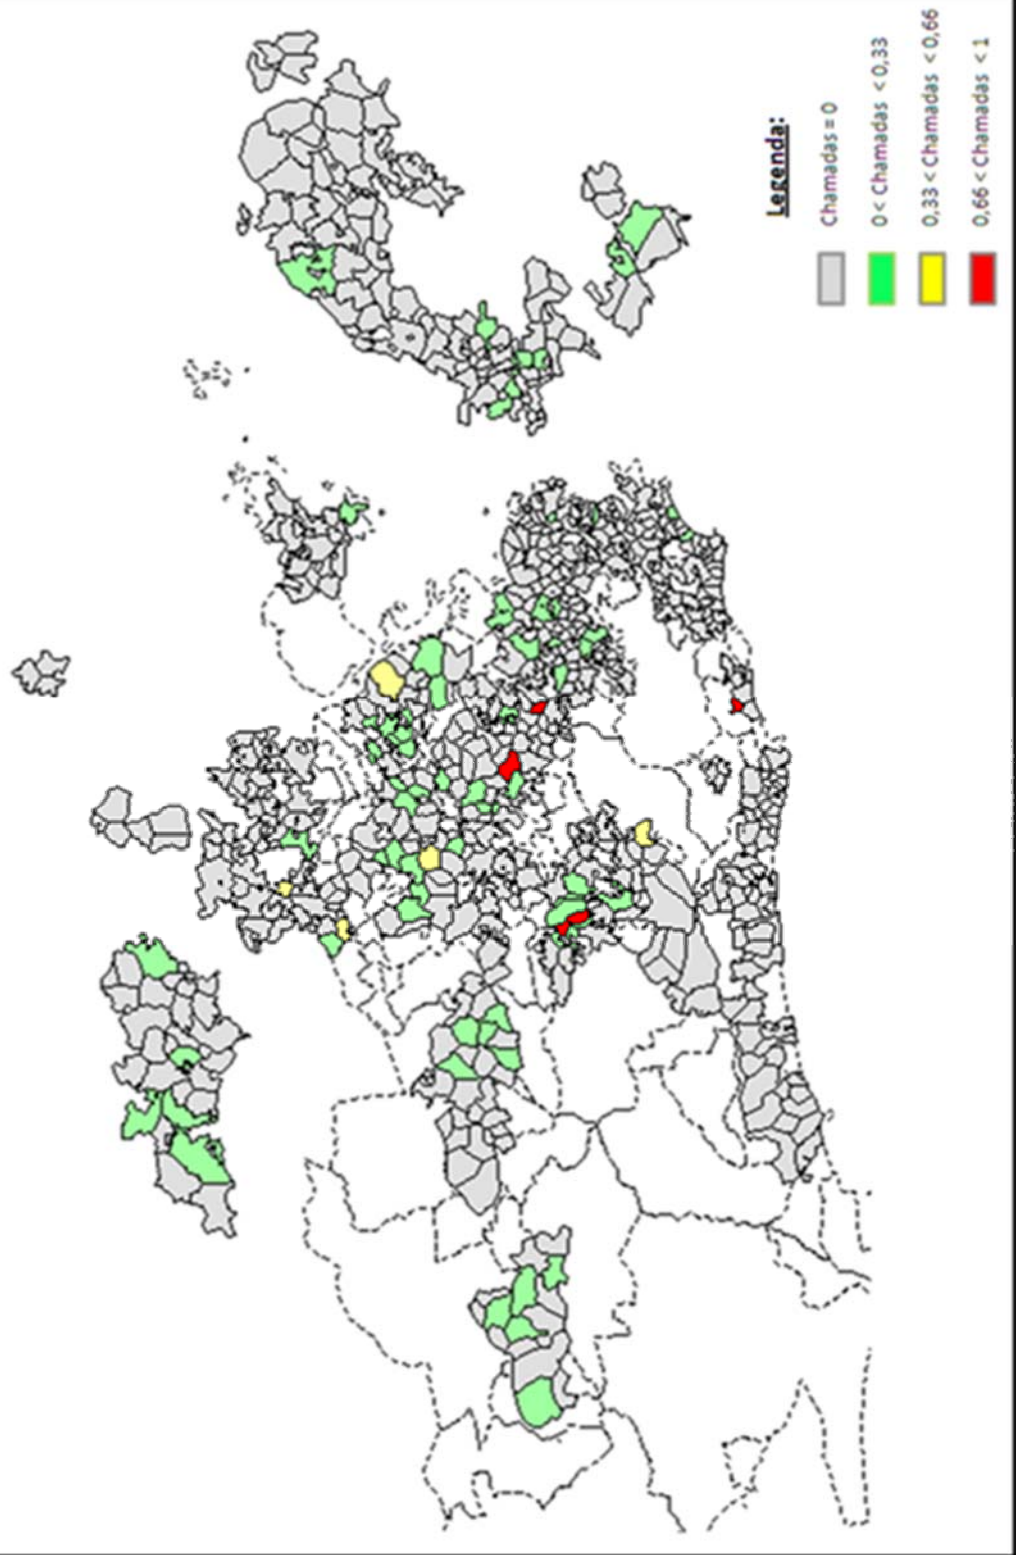 Legenda:
Chamadas = 0
0 < Chamadas < 0,33
0,33 < Chamadas < 0,66
0,66 < Chamadas < 1